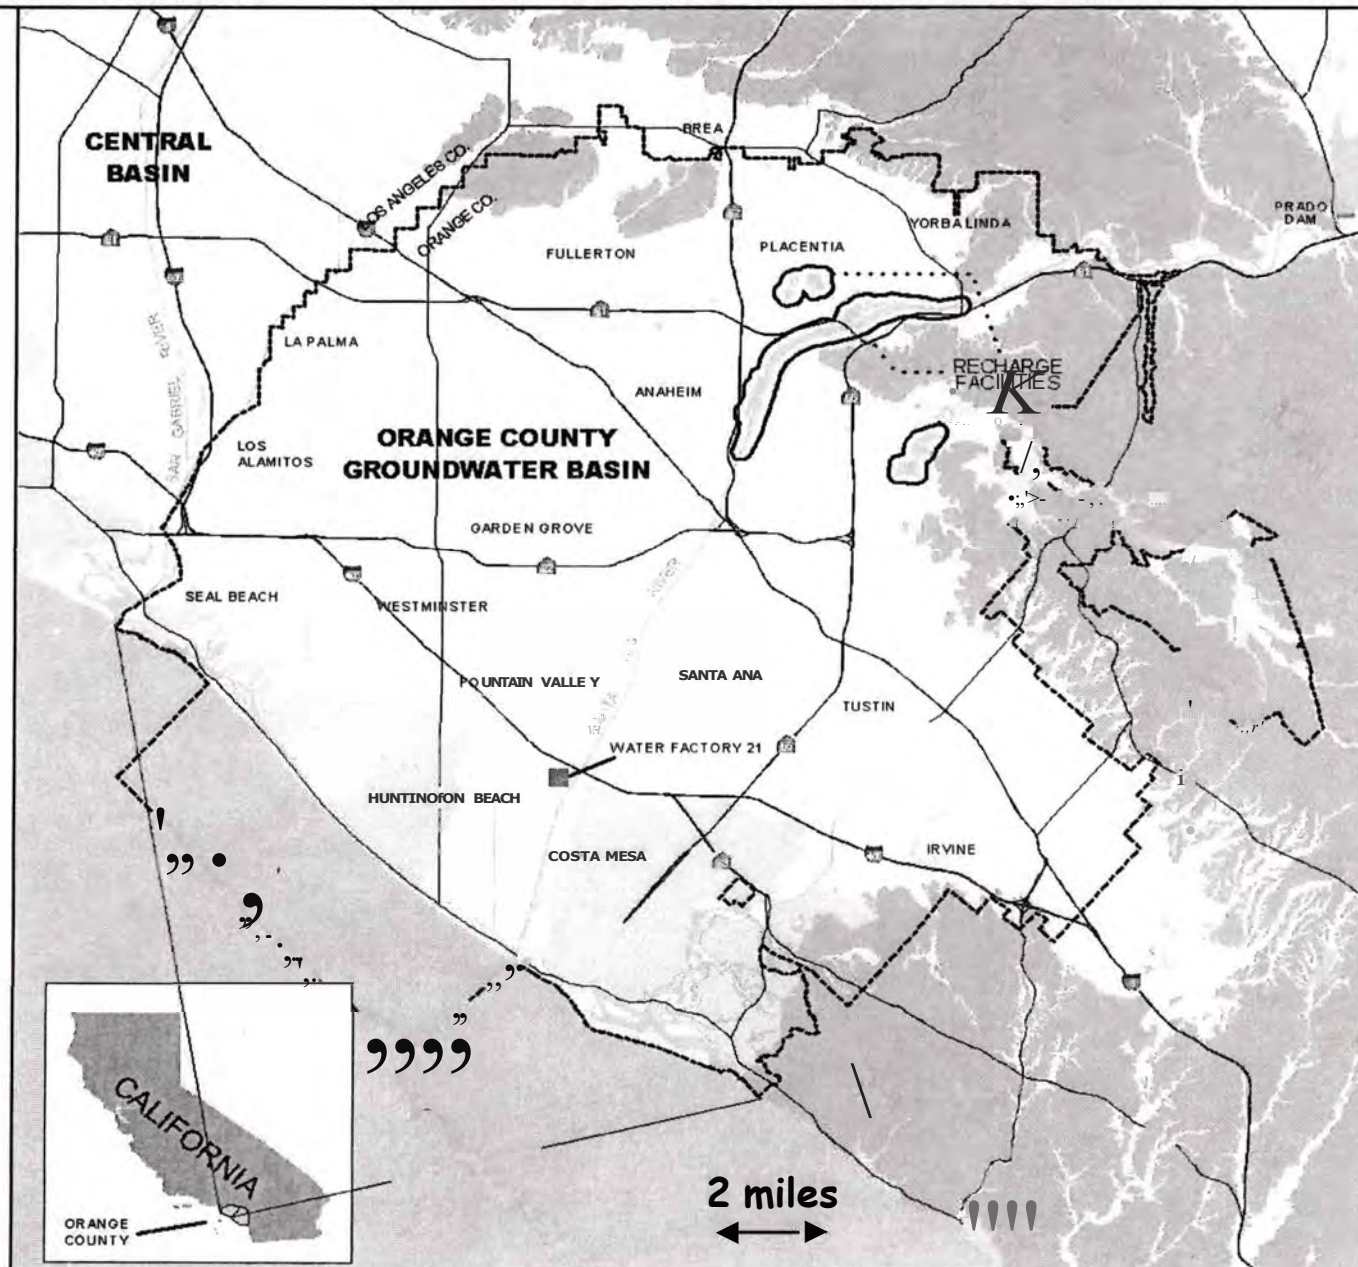 CENTRAL
BASIN
LOS ANGELES CO.
ORANGE CO.
BREA
YORBA LINDA
PRADO
DAM
FULLERTON
PLACENTIA
SAN GABRIEL RIVER
LA PALMA
RECHARGE
FACILITIES
K
ANAHEIM
LOS
ALAMITOS
ORANGE COUNTY
GROUNDWATER BASIN
GARDEN GROVE
RIVER
SEAL BEACH
WESTMINSTER
FOUNTAIN VALLEY
SANTA ANA
TUSTIN
WATER FACTORY 21
HUNTINOfON BEACH
COSTA MESA
IRVINE
CALIFORNIA
ORANGE
COUNTY
2 miles